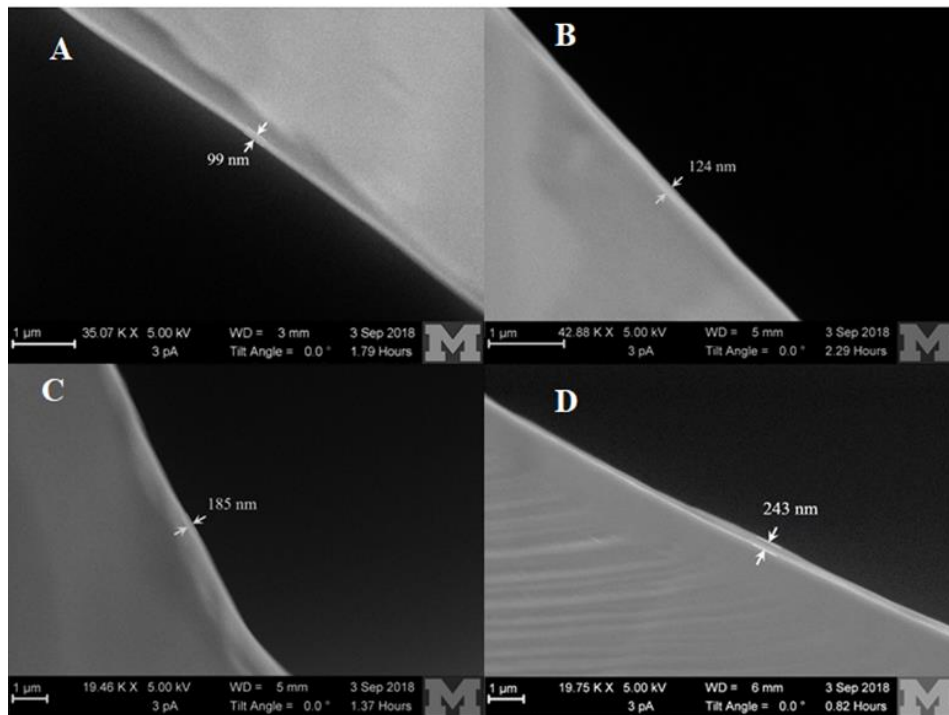 A
99 nm
1 μm
35.07 K X 5.00 kV WD = 3 mm 3 Sep 2018
3 pA Tilt Angle = 0.0 ° 1.79 Hours
M
B
124 nm
1 μm
42.88 K X 5.00 kV WD = 5 mm 3 Sep 2018
3 pA Tilt Angle = 0.0 ° 2.29 Hours
M
C
185 nm
1 μm
19.46 K X 5.00 kV WD = 5 mm 3 Sep 2018
3 pA Tilt Angle = 0.0 ° 1.37 Hours
M
D
243 nm
1 μm
19.75 K X 5.00 kV WD = 6 mm 3 Sep 2018
3 pA Tilt Angle = 0.0 ° 0.82 Hours
M